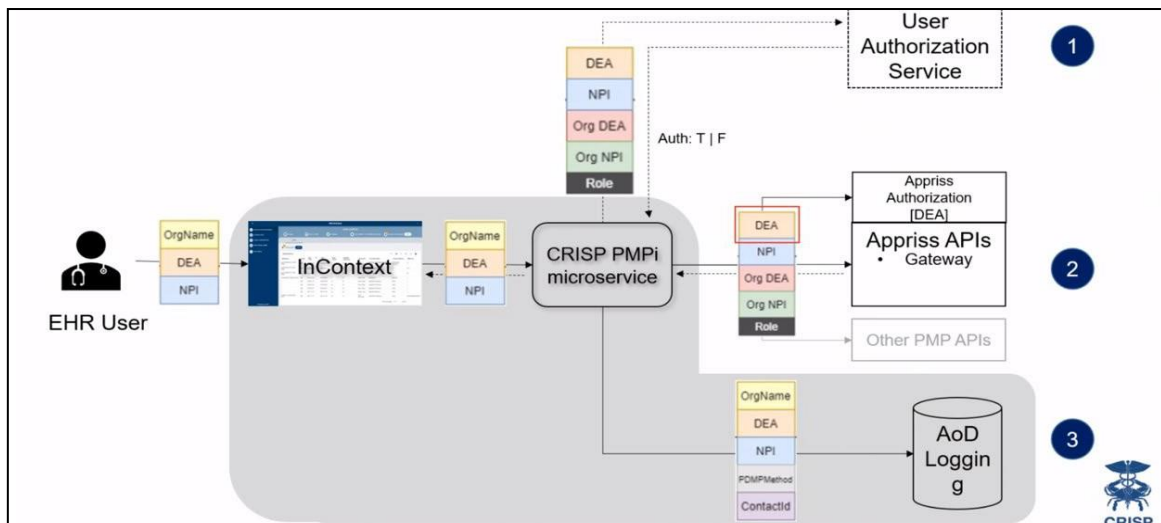 User
Authorization
Service
1
DEA
NPI
Org DEA
Org NPI
Role
Auth: T | F
OrgName
DEA
NPI
EHR User
InContext
OrgName
DEA
NPI
CRISP PMPi
microservice
DEA
NPI
Org DEA
Org NPI
Role
Appriss
Authorization
[DEA]
Appriss APIs
• Gateway
2
Other PMP APIs
OrgName
DEA
NPI
PDMPMethod
ContactId
AoD
Loggin
g
3
CRISP